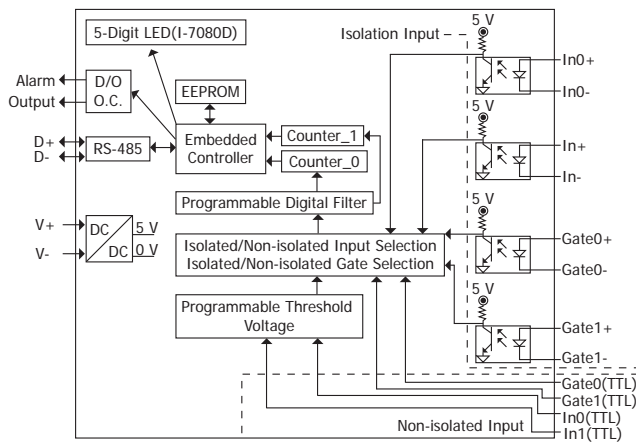 5-Digit LED(I-7080D)
Isolation Input
5 V
In0+
In0-
Alarm
Output
D/O
O.C.
EEPROM
5 V
D+
D-
RS-485
Embedded
Controller
Counter_1
Counter_0
In+
In-
Programmable Digital Filter
5 V
V+
V-
DC
DC
5 V
0 V
Isolated/Non-isolated Input Selection
Isolated/Non-isolated Gate Selection
Gate0+
Gate0-
5 V
Programmable Threshold
Voltage
Gate1+
Gate1-
Gate0(TTL)
Gate1(TTL)
In0(TTL)
In1(TTL)
Non-isolated Input